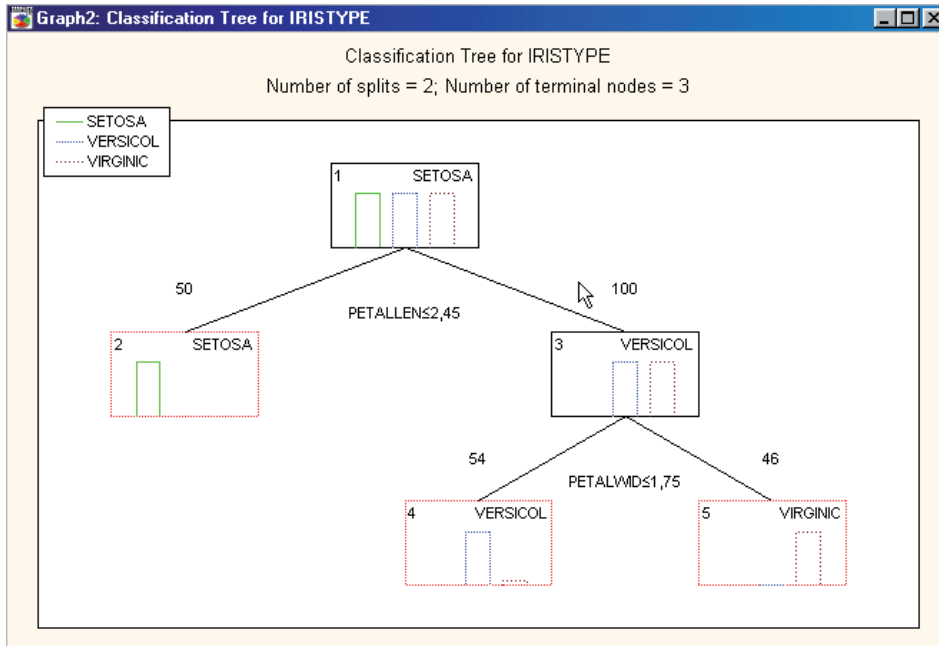 Graph2: Classification Tree for IRISTYPE
Classification Tree for IRISTYPE
Number of splits = 2; Number of terminal nodes = 3
SETOSA
VERSICOL
VIRGINIC
1 SETOSA
50
100
PETALLEN≤2,45
2 SETOSA
3 VERSICOL
54
46
PETALWID≤1,75
4 VERSICOL
5 VIRGINIC